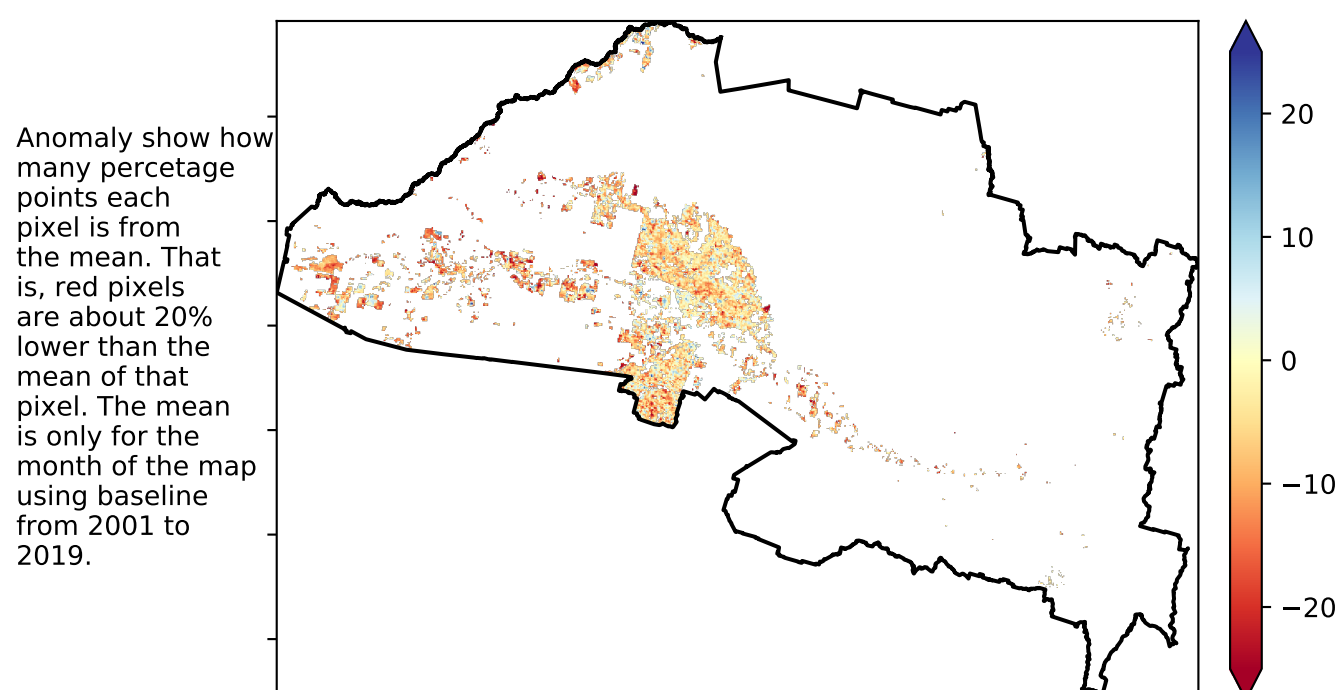 Anomaly show how
many percetage
points each
pixel is from
the mean. That
is, red pixels
are about 20%
lower than the
mean of that
pixel. The mean
is only for the
month of the map
using baseline
from 2001 to
2019.
20
10
0
−10
−20